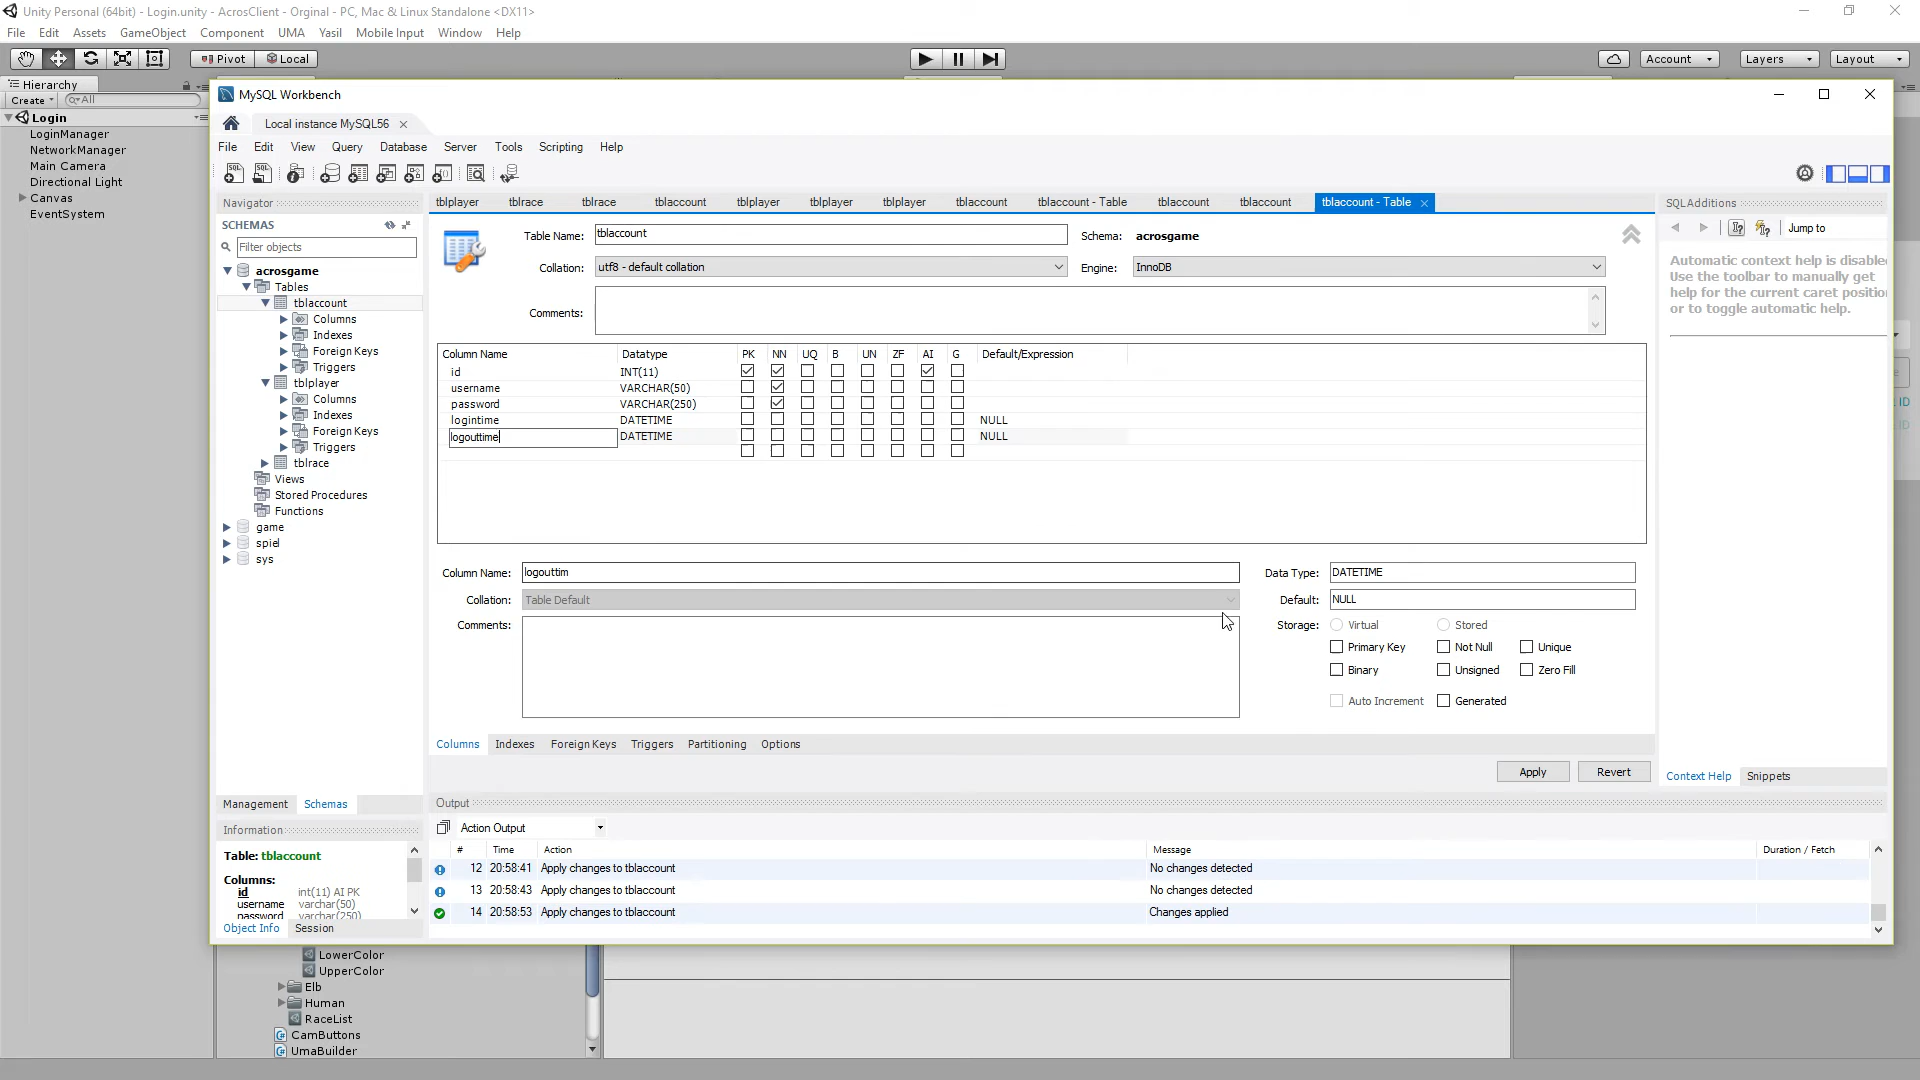 Unity Personal (64bit) - Login.unity - AcrosClient - Orginal - PC, Mac & Linux Standalone <DX11>
File Edit Assets GameObject Component UMA Yasil Mobile Input Window Help
Pivot Local Account Layers Layout
Hierarchy
Create All
Login
LoginManager
NetworkManager
Main Camera
Directional Light
Canvas
EventSystem
MySQL Workbench
Local instance MySQL56
File Edit View Query Database Server Tools Scripting Help
Navigator
SCHEMAS
Filter objects
acrosgame
Tables
tblaccount
Columns
Indexes
Foreign Keys
Triggers
tblplayer
Columns
Indexes
Foreign Keys
Triggers
tblrace
Views
Stored Procedures
Functions
game
spiel
sys
Management Schemas
Information
Table: tblaccount
Columns:
id int(11) AI PK
username varchar(50)
password varchar(250)
Object Info Session
tblplayer tblrace tblrace tblaccount tblplayer tblplayer tblplayer tblaccount tblaccount - Table tblaccount tblaccount tblaccount - Table
Table Name: tblaccount Schema: acrosgame
Collation: utf8 - default collation Engine: InnoDB
Comments:
Column Name Datatype PK NN UQ B UN ZF AI G Default/Expression
id INT(11)
username VARCHAR(50)
password VARCHAR(250)
logintime DATETIME NULL
logouttime DATETIME NULL
Column Name: logouttim Data Type: DATETIME
Collation: Table Default Default: NULL
Comments: Storage: Virtual Stored
Primary Key Not Null Unique
Binary Unsigned Zero Fill
Auto Increment Generated
Columns Indexes Foreign Keys Triggers Partitioning Options
Apply Revert
Output
Action Output
# Time Action Message Duration / Fetch
12 20:58:41 Apply changes to tblaccount No changes detected
13 20:58:43 Apply changes to tblaccount No changes detected
14 20:58:53 Apply changes to tblaccount Changes applied
SQLAdditions
Jump to
Automatic context help is disable
Use the toolbar to manually get
help for the current caret position
or to toggle automatic help.
Context Help Snippets
ID
ID
LowerColor
UpperColor
Elb
Human
RaceList
CamButtons
UmaBuilder